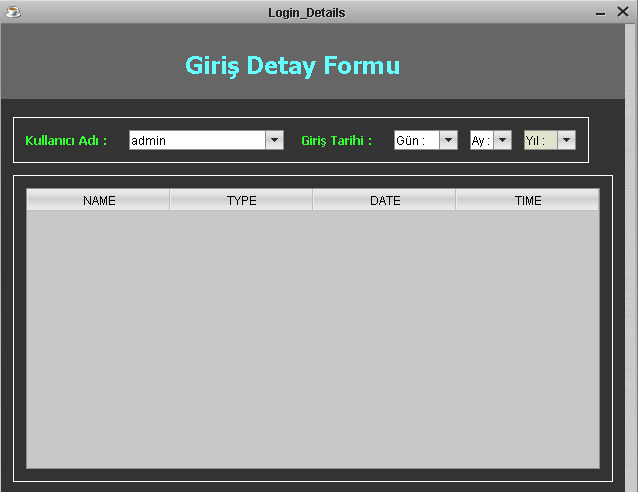 Login_Details
Giriş Detay Formu
Kullanıcı Adı : admin Giriş Tarihi : Gün : Ay : Yıl :
NAME TYPE DATE TIME